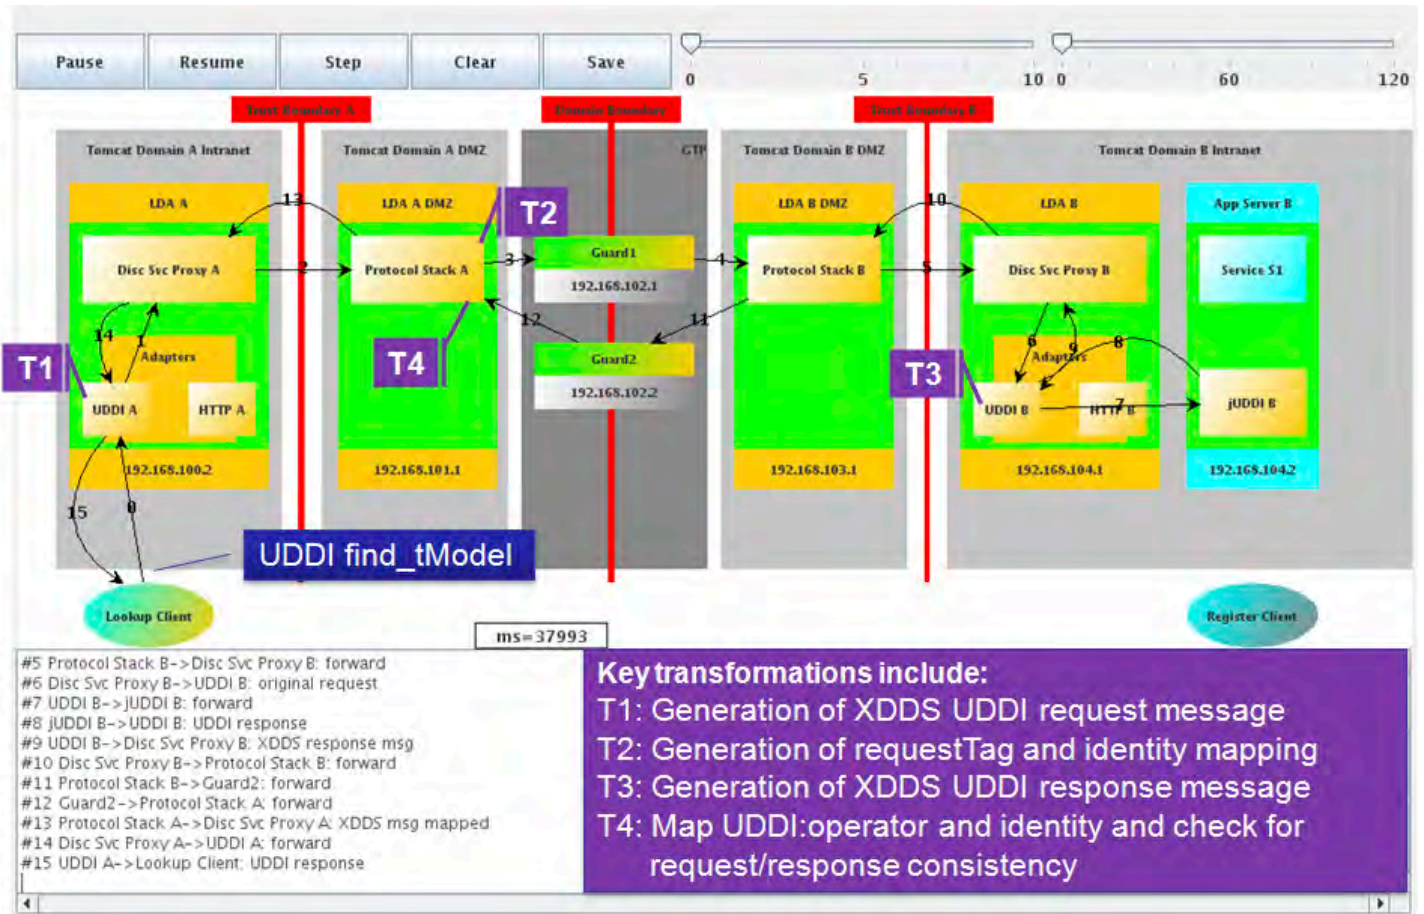 Pause Resume Step Clear Save
0 5 10 0 60 120
Trust Boundary A Domain Boundary Trust Boundary B
Tomcat Domain A Intranet Tomcat Domain A DMZ GTP Tomcat Domain B DMZ Tomcat Domain B Intranet
LDA A 13 LDA A DMZ T2 LDA B DMZ 10 LDA B App Server B
Disc Svc Proxy A 2 Protocol Stack A 3 Guard1 4 Protocol Stack B 5 Disc Svc Proxy B Service S1
192.168.102.1
12 11
14 1 T4 Guard2 6 9 8
T1 Adapters T3 Adapters
192.168.102.2
UDDI A HTTP A UDDI B HTTP B 7 jUDDI B
192.168.100.2 192.168.101.1 192.168.103.1 192.168.104.1 192.168.104.2
15 0
UDDI find_tModel
Lookup Client Register Client
ms=37993
#5 Protocol Stack B->Disc Svc Proxy B: forward
#6 Disc Svc Proxy B->UDDI B: original request
#7 UDDI B->jUDDI B: forward
#8 jUDDI B->UDDI B: UDDI response
#9 UDDI B->Disc Svc Proxy B: XDDS response msg
#10 Disc Svc Proxy B->Protocol Stack B: forward
#11 Protocol Stack B->Guard2: forward
#12 Guard2->Protocol Stack A: forward
#13 Protocol Stack A->Disc Svc Proxy A: XDDS msg mapped
#14 Disc Svc Proxy A->UDDI A: forward
#15 UDDI A->Lookup Client: UDDI response
Key transformations include:
T1: Generation of XDDS UDDI request message
T2: Generation of requestTag and identity mapping
T3: Generation of XDDS UDDI response message
T4: Map UDDI:operator and identity and check for
request/response consistency